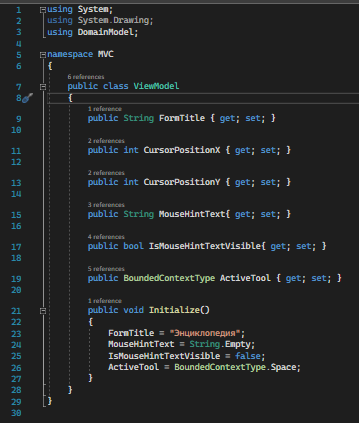 1 using System;
2 using System.Drawing;
3 using DomainModel;
4
5 namespace MVC
6 {
6 references
7 public class ViewModel
8 {
1 reference
9 public String FormTitle { get; set; }
10
2 references
11 public int CursorPositionX { get; set; }
12
2 references
13 public int CursorPositionY { get; set; }
14
3 references
15 public String MouseHintText{ get; set; }
16
4 references
17 public bool IsMouseHintTextVisible{ get; set; }
18
5 references
19 public BoundedContextType ActiveTool { get; set; }
20
1 reference
21 public void Initialize()
22 {
23 FormTitle = "Энциклопедия";
24 MouseHintText = String.Empty;
25 IsMouseHintTextVisible = false;
26 ActiveTool = BoundedContextType.Space;
27 }
28 }
29 }
30